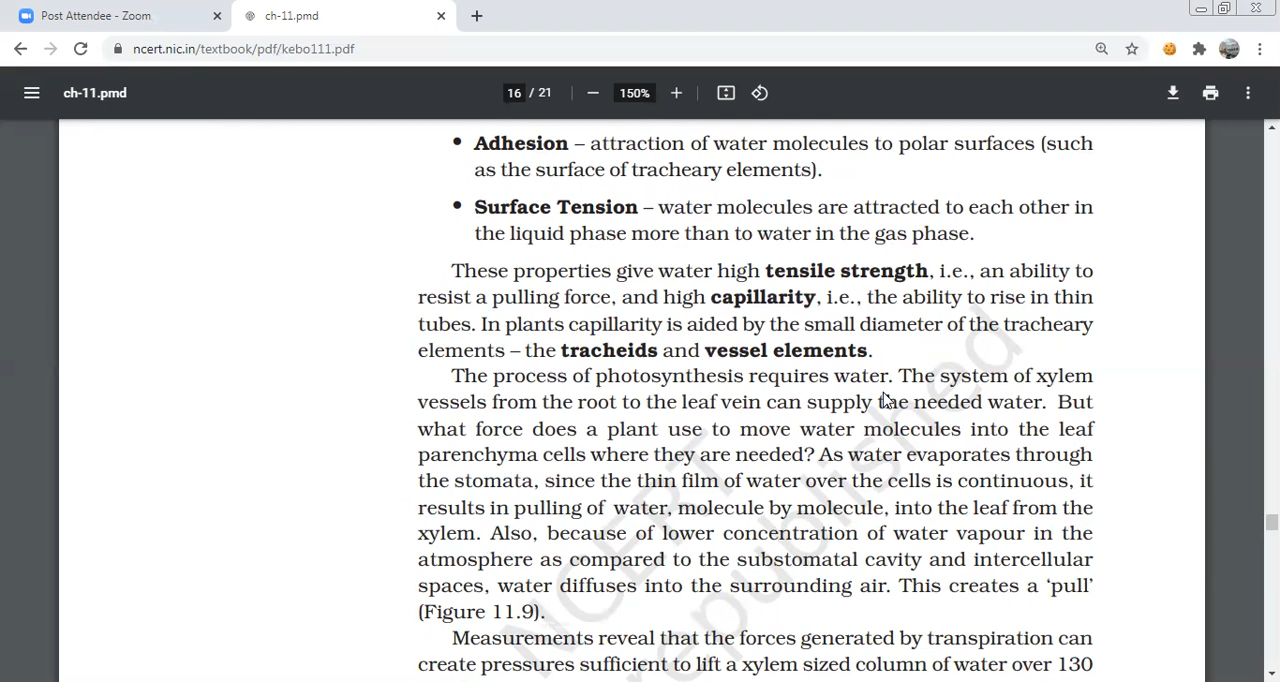 Post Attendee - Zoom
ch-11.pmd
ncert.nic.in/textbook/pdf/kebo111.pdf
ch-11.pmd
16 / 21
150%
• Adhesion – attraction of water molecules to polar surfaces (such
as the surface of tracheary elements).
• Surface Tension – water molecules are attracted to each other in
the liquid phase more than to water in the gas phase.
These properties give water high tensile strength, i.e., an ability to
resist a pulling force, and high capillarity, i.e., the ability to rise in thin
tubes. In plants capillarity is aided by the small diameter of the tracheary
elements – the tracheids and vessel elements.
The process of photosynthesis requires water. The system of xylem
vessels from the root to the leaf vein can supply the needed water. But
what force does a plant use to move water molecules into the leaf
parenchyma cells where they are needed? As water evaporates through
the stomata, since the thin film of water over the cells is continuous, it
results in pulling of water, molecule by molecule, into the leaf from the
xylem. Also, because of lower concentration of water vapour in the
atmosphere as compared to the substomatal cavity and intercellular
spaces, water diffuses into the surrounding air. This creates a ‘pull’
(Figure 11.9).
Measurements reveal that the forces generated by transpiration can
create pressures sufficient to lift a xylem sized column of water over 130
NCERT
republished